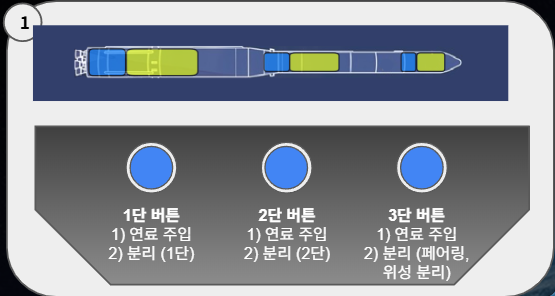 1
1단 버튼
1) 연료 주입
2) 분리 (1단)
2단 버튼
1) 연료 주입
2) 분리 (2단)
3단 버튼
1) 연료 주입
2) 분리 (페어링,
위성 분리)